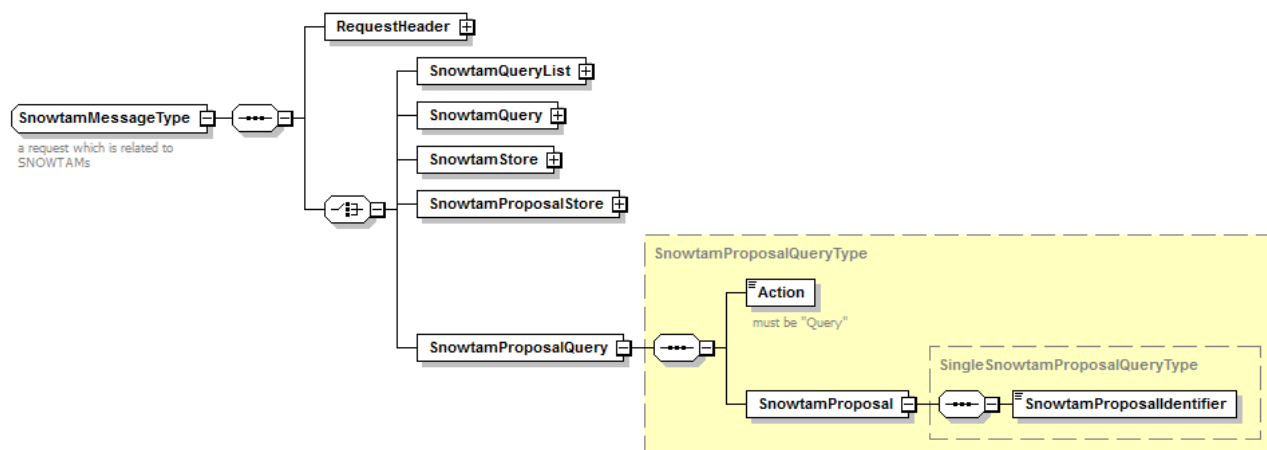 RequestHeader
SnowtamQueryList
SnowtamMessageType
SnowtamQuery
a request which is related to
SNOWTAMs
SnowtamStore
SnowtamProposalStore
SnowtamProposalQueryType
Action
must be "Query"
SnowtamProposalQuery
SingleSnowtamProposalQueryType
SnowtamProposal
SnowtamProposalIdentifier